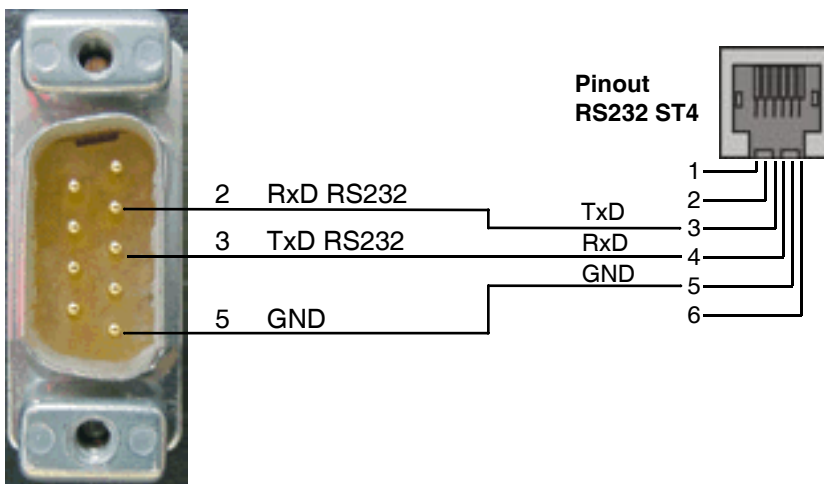 Pinout
RS232 ST4
1
2
3
4
5
6
2 RxD RS232
TxD
3 TxD RS232
RxD
5 GND
GND